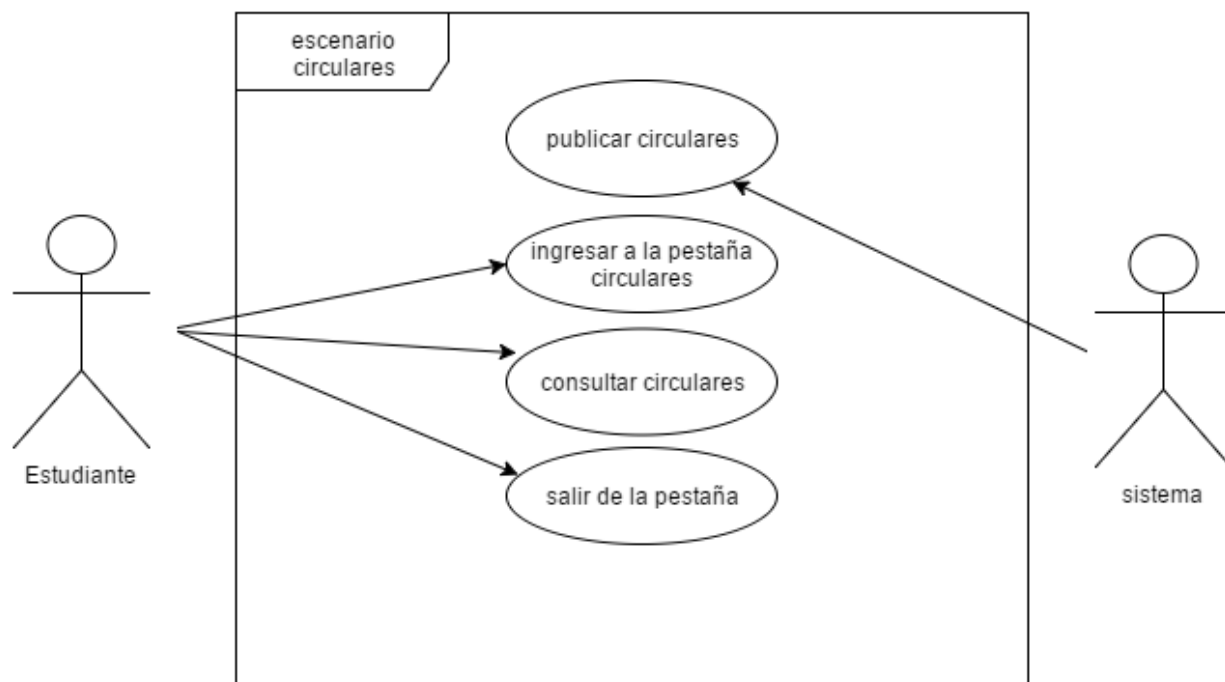 escenario
circulares
publicar circulares
ingresar a la pestaña
circulares
consultar circulares
salir de la pestaña
Estudiante
sistema